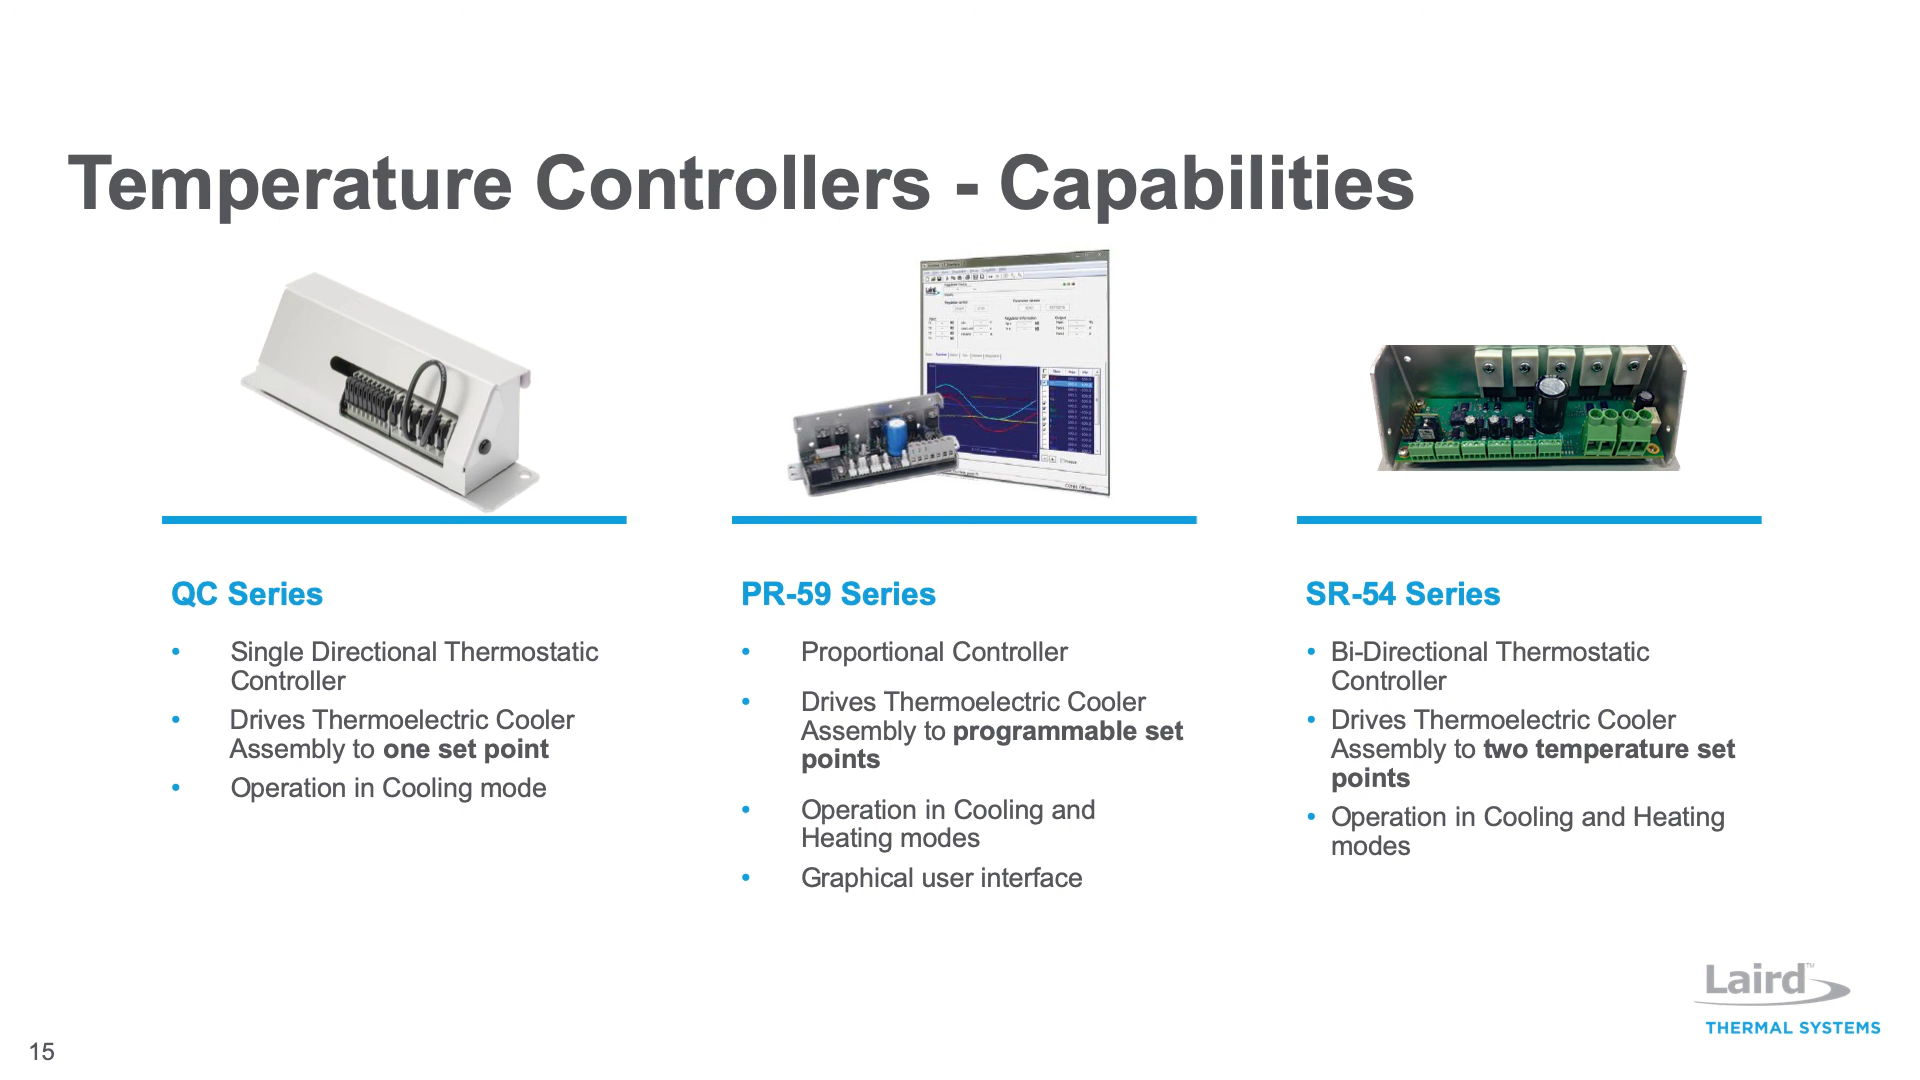 Temperature Controllers - Capabilities
Laird
QC Series
• Single Directional Thermostatic
Controller
• Drives Thermoelectric Cooler
Assembly to one set point
• Operation in Cooling mode
PR-59 Series
• Proportional Controller
• Drives Thermoelectric Cooler
Assembly to programmable set
points
• Operation in Cooling and
Heating modes
• Graphical user interface
SR-54 Series
• Bi-Directional Thermostatic
Controller
• Drives Thermoelectric Cooler
Assembly to two temperature set
points
• Operation in Cooling and Heating
modes
Laird™
THERMAL SYSTEMS
15